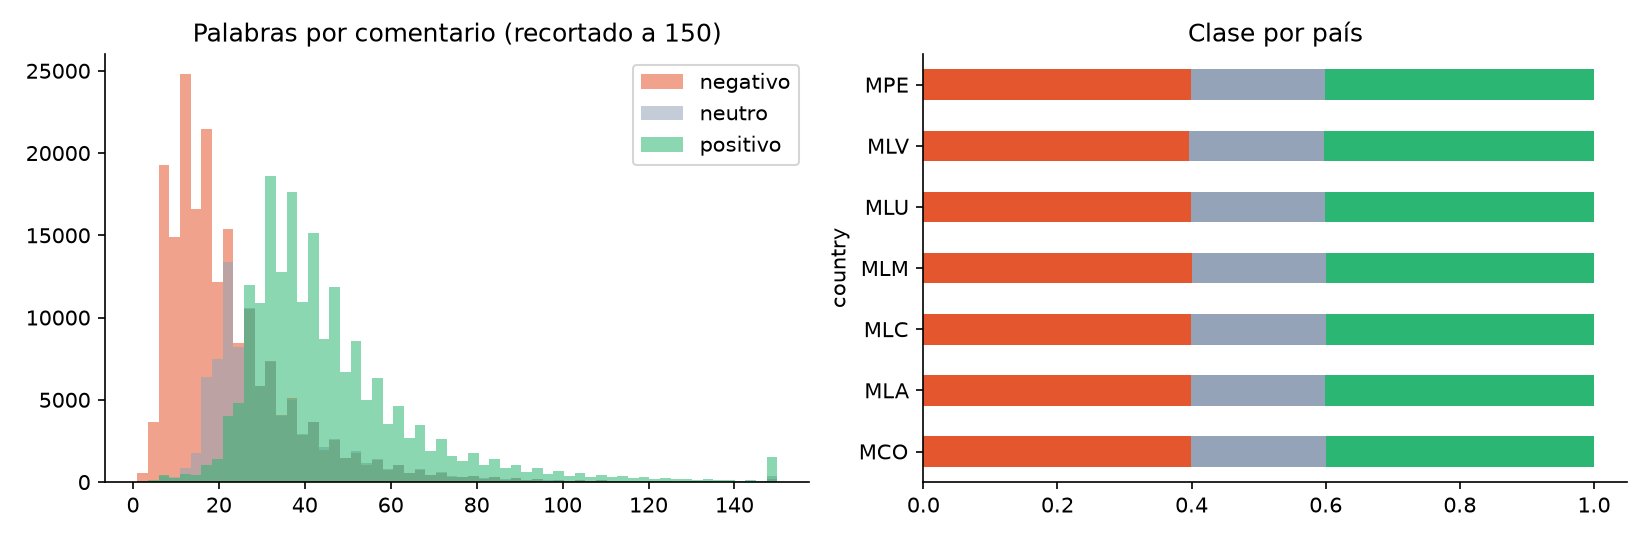 Palabras por comentario (recortado a 150)
25000
20000
15000
10000
5000
0
0 20 40 60 80 100 120 140
negativo
neutro
positivo
Clase por país
country
MPE
MLV
MLU
MLM
MLC
MLA
MCO
0.0 0.2 0.4 0.6 0.8 1.0